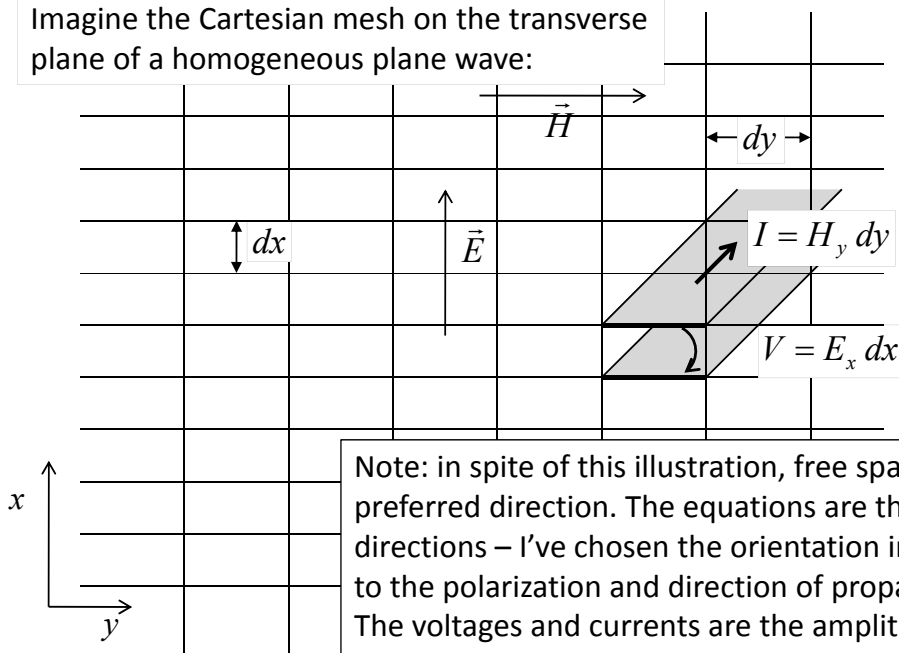 Imagine the Cartesian mesh on the transverse
plane of a homogeneous plane wave:
H⃗
dy
dx
E⃗
I = H_y dy
V = E_x dx
x
y
Note: in spite of this illustration, free spa
preferred direction. The equations are th
directions – I've chosen the orientation i
to the polarization and direction of propa
The voltages and currents are the amplit